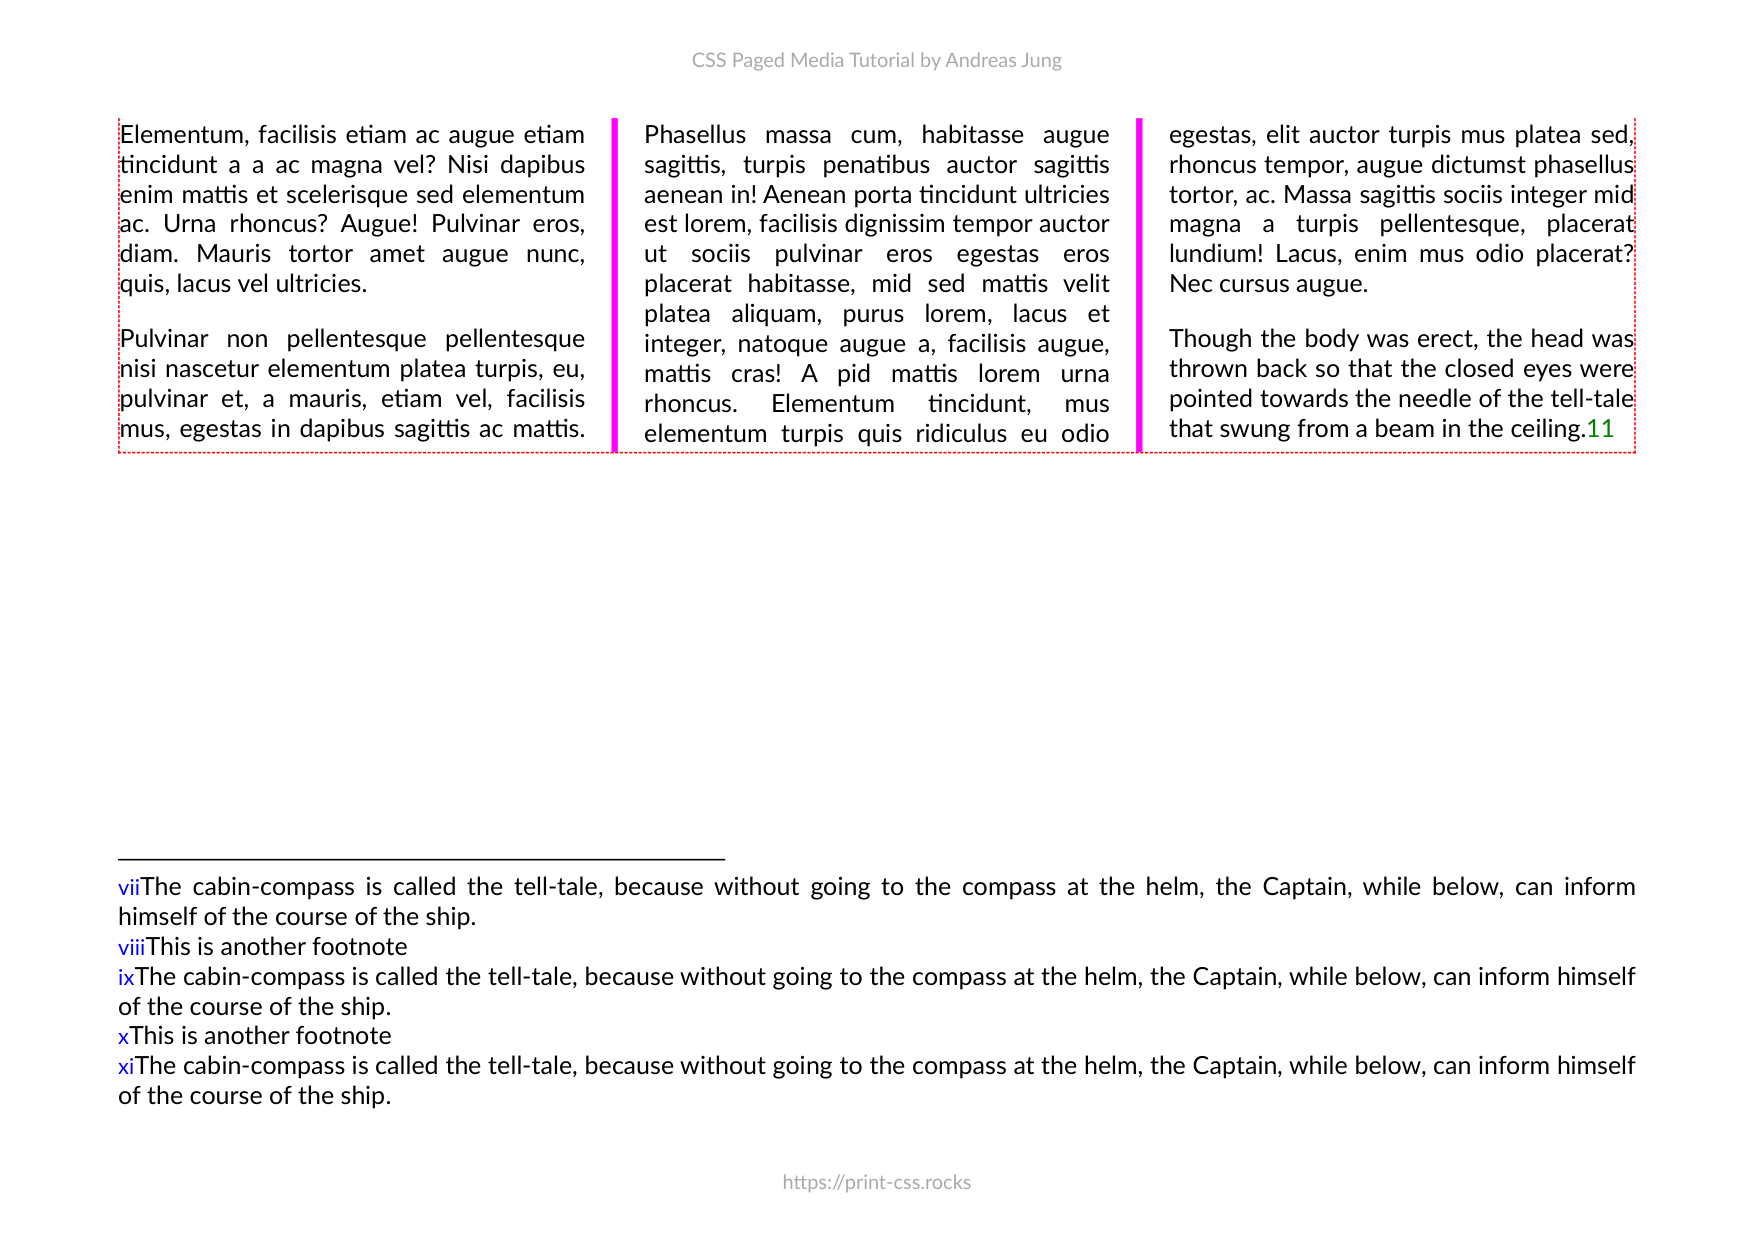 CSS Paged Media Tutorial by Andreas Jung
Elementum, facilisis etiam ac augue etiam
tincidunt a a ac magna vel? Nisi dapibus
enim mattis et scelerisque sed elementum
ac. Urna rhoncus? Augue! Pulvinar eros,
diam. Mauris tortor amet augue nunc,
quis, lacus vel ultricies.
Pulvinar non pellentesque pellentesque
nisi nascetur elementum platea turpis, eu,
pulvinar et, a mauris, etiam vel, facilisis
mus, egestas in dapibus sagittis ac mattis.
Phasellus massa cum, habitasse augue
sagittis, turpis penatibus auctor sagittis
aenean in! Aenean porta tincidunt ultricies
est lorem, facilisis dignissim tempor auctor
ut sociis pulvinar eros egestas eros
placerat habitasse, mid sed mattis velit
platea aliquam, purus lorem, lacus et
integer, natoque augue a, facilisis augue,
mattis cras! A pid mattis lorem urna
rhoncus. Elementum tincidunt, mus
elementum turpis quis ridiculus eu odio
egestas, elit auctor turpis mus platea sed,
rhoncus tempor, augue dictumst phasellus
tortor, ac. Massa sagittis sociis integer mid
magna a turpis pellentesque, placerat
lundium! Lacus, enim mus odio placerat?
Nec cursus augue.
Though the body was erect, the head was
thrown back so that the closed eyes were
pointed towards the needle of the tell-tale
that swung from a beam in the ceiling.11
viiThe cabin-compass is called the tell-tale, because without going to the compass at the helm, the Captain, while below, can inform
himself of the course of the ship.
viiiThis is another footnote
ixThe cabin-compass is called the tell-tale, because without going to the compass at the helm, the Captain, while below, can inform himself
of the course of the ship.
xThis is another footnote
xiThe cabin-compass is called the tell-tale, because without going to the compass at the helm, the Captain, while below, can inform himself
of the course of the ship.
https://print-css.rocks